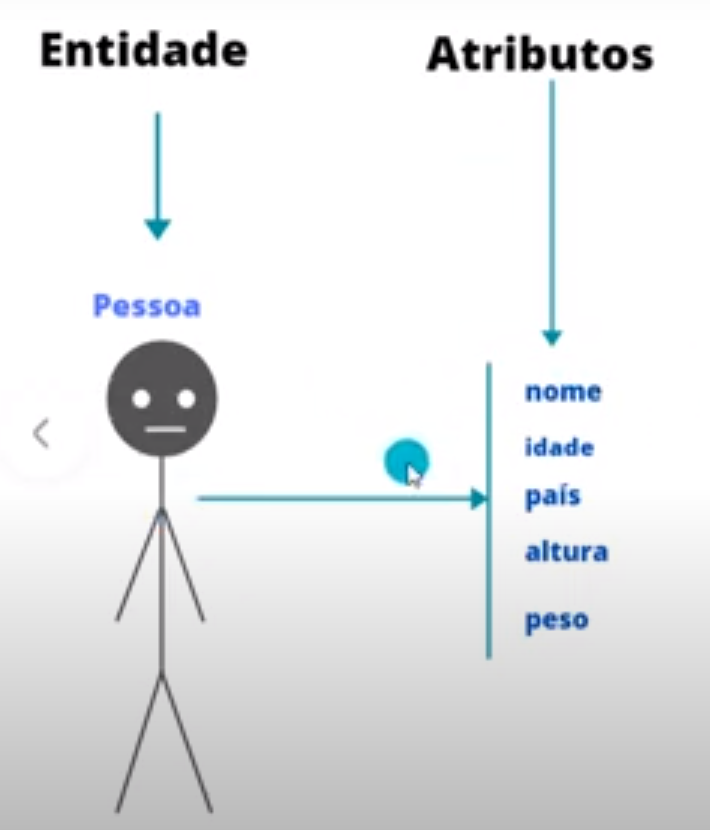 Entidade
Atributos
Pessoa
nome
idade
país
altura
peso